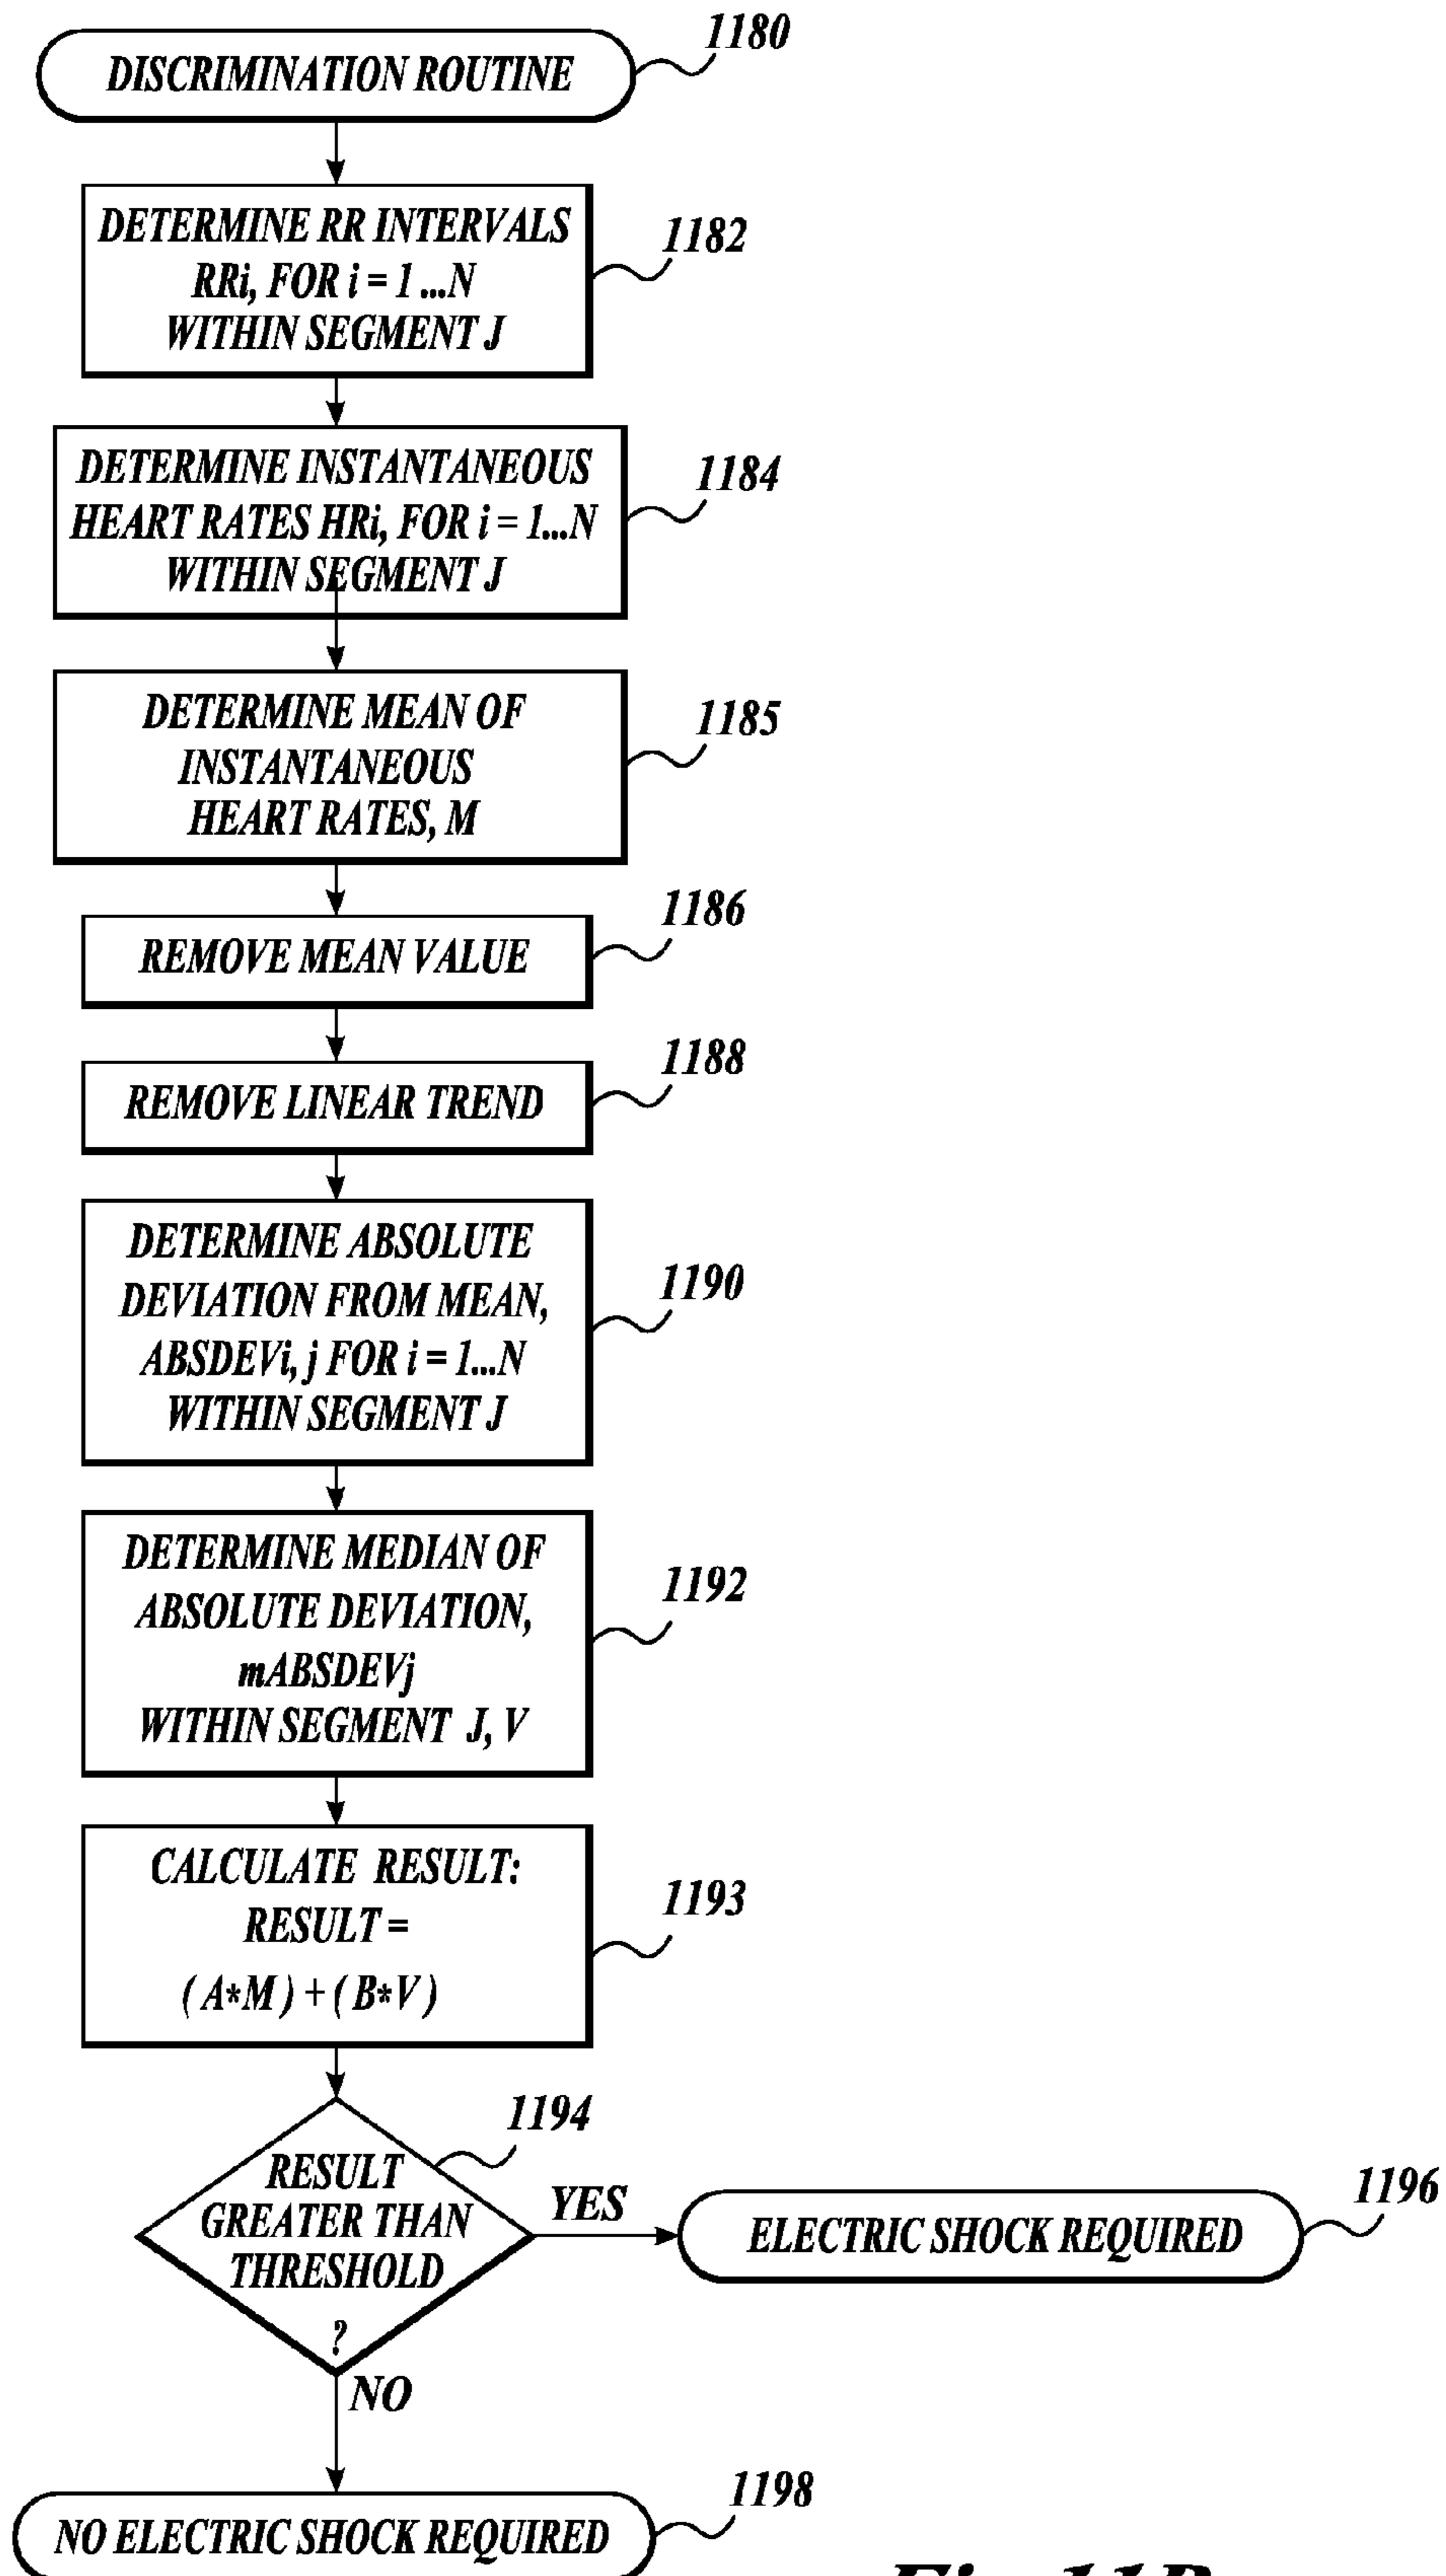 1180
DISCRIMINATION ROUTINE
1182
DETERMINE RR INTERVALS
RRi, FOR i = 1 ...N
WITHIN SEGMENT J
1184
DETERMINE INSTANTANEOUS
HEART RATES HRi, FOR i = 1...N
WITHIN SEGMENT J
1185
DETERMINE MEAN OF
INSTANTANEOUS
HEART RATES, M
1186
REMOVE MEAN VALUE
1188
REMOVE LINEAR TREND
1190
DETERMINE ABSOLUTE
DEVIATION FROM MEAN,
ABSDEVi, j FOR i = 1...N
WITHIN SEGMENT J
1192
DETERMINE MEDIAN OF
ABSOLUTE DEVIATION,
mABSDEVj
WITHIN SEGMENT J, V
1193
CALCULATE RESULT:
RESULT =
( A*M ) + ( B*V )
1194
RESULT
GREATER THAN
THRESHOLD
?
YES
1196
ELECTRIC SHOCK REQUIRED
NO
1198
NO ELECTRIC SHOCK REQUIRED